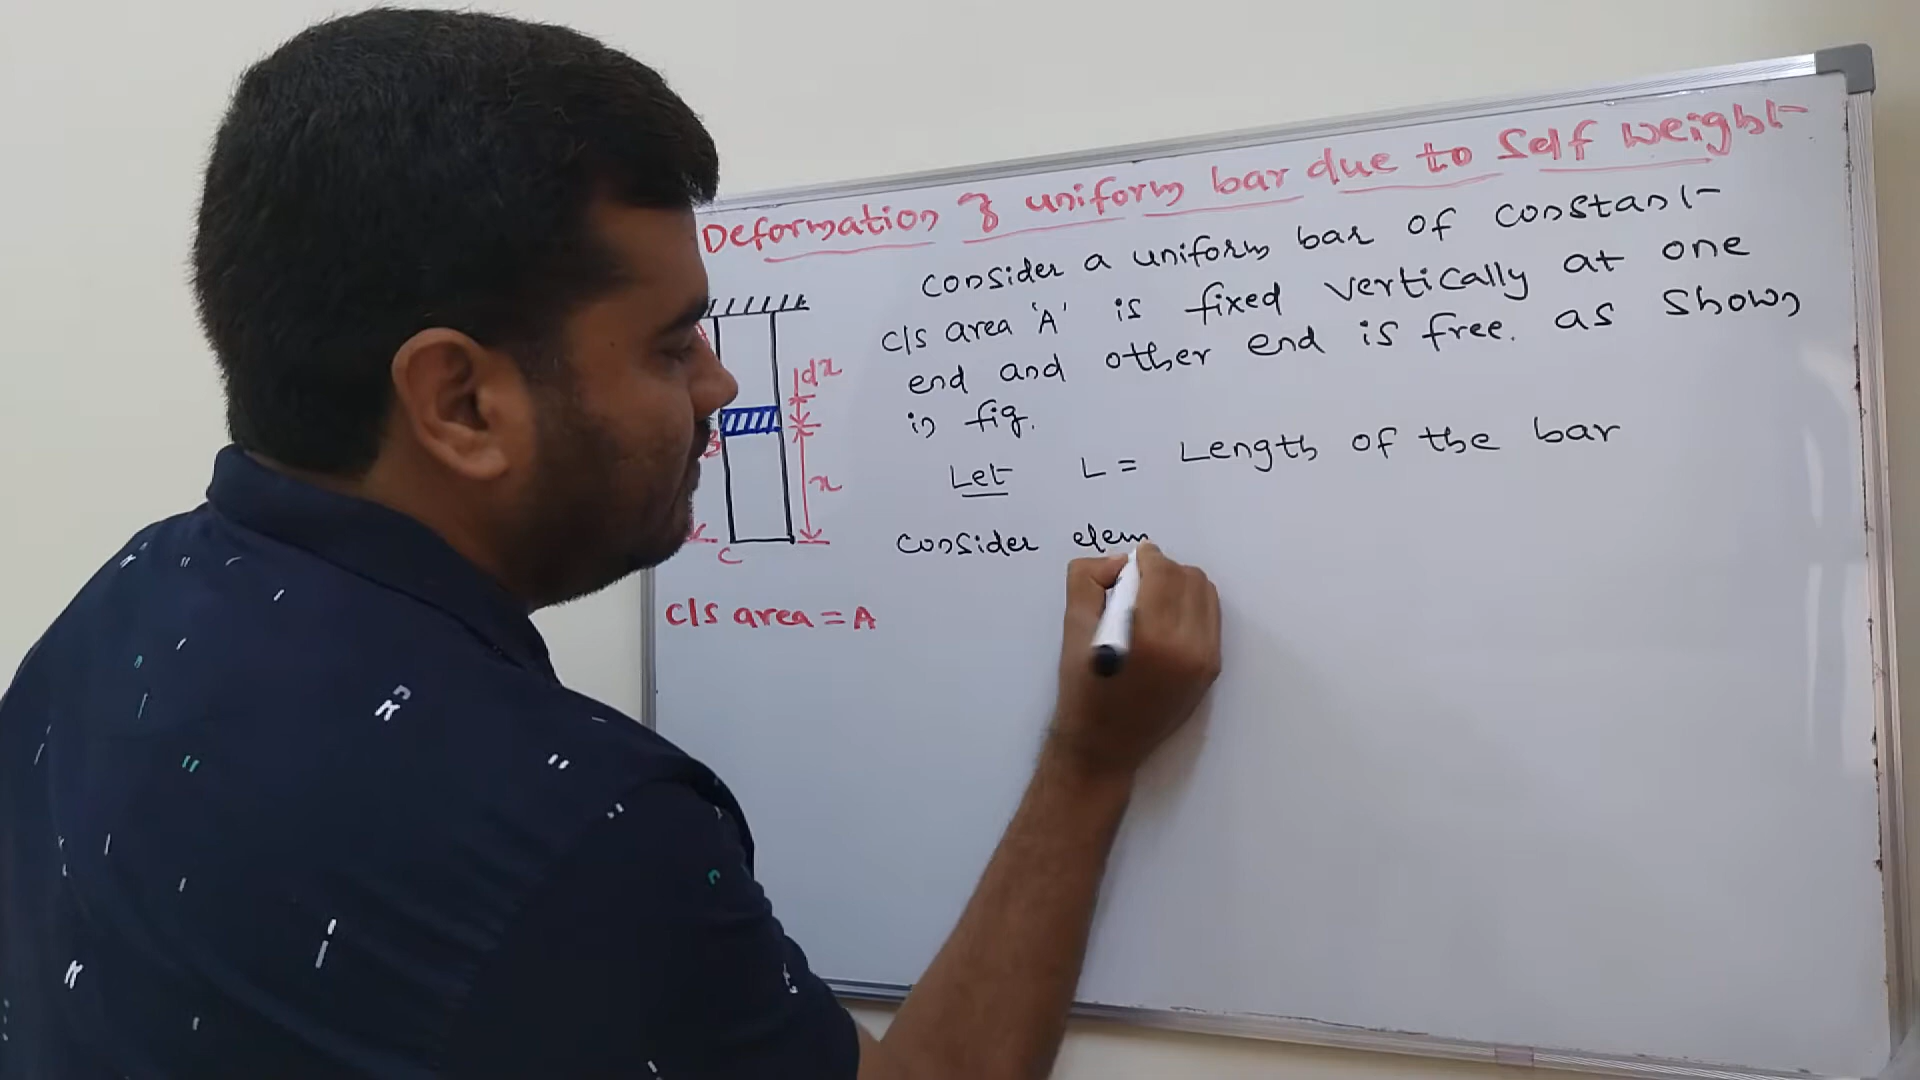 Deformation of uniform bar due to Self weight
Consider a uniform bar of constant
c/s area 'A' is fixed vertically at one
end and other end is free. as shown
in fig.
Let L = Length of the bar
Consider elem
dx
B
x
C
c/s area = A